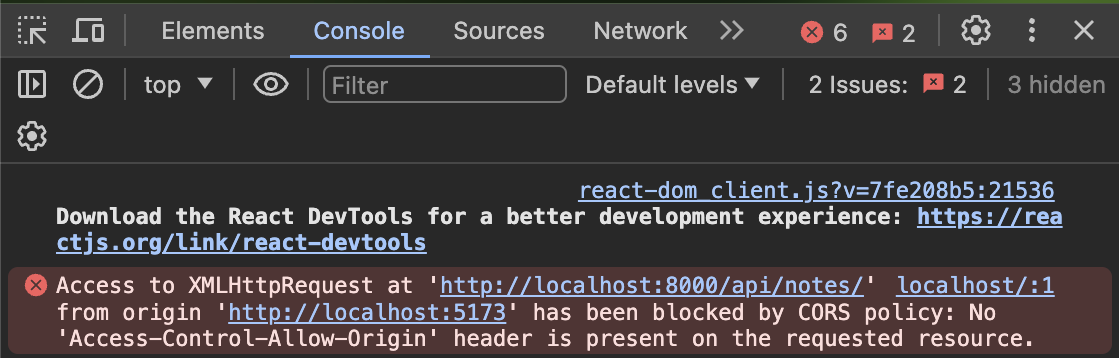 Elements Console Sources Network 6 2
top Filter Default levels 2 Issues: 2 3 hidden
react-dom_client.js?v=7fe208b5:21536
Download the React DevTools for a better development experience: https://rea
ctjs.org/link/react-devtools
Access to XMLHttpRequest at 'http://localhost:8000/api/notes/' localhost/:1
from origin 'http://localhost:5173' has been blocked by CORS policy: No
'Access-Control-Allow-Origin' header is present on the requested resource.